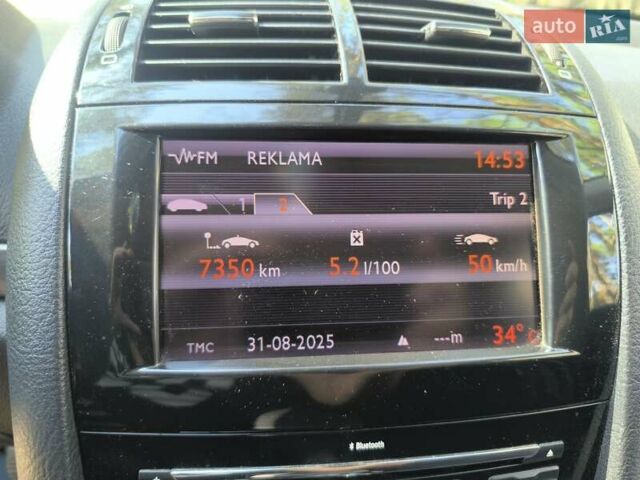 auto RIA
.com
FM REKLAMA 14:53
1 2 Trip 2
7350 km 5.2 l/100 50 km/h
TMC 31-08-2025 ---m 34°C
Bluetooth